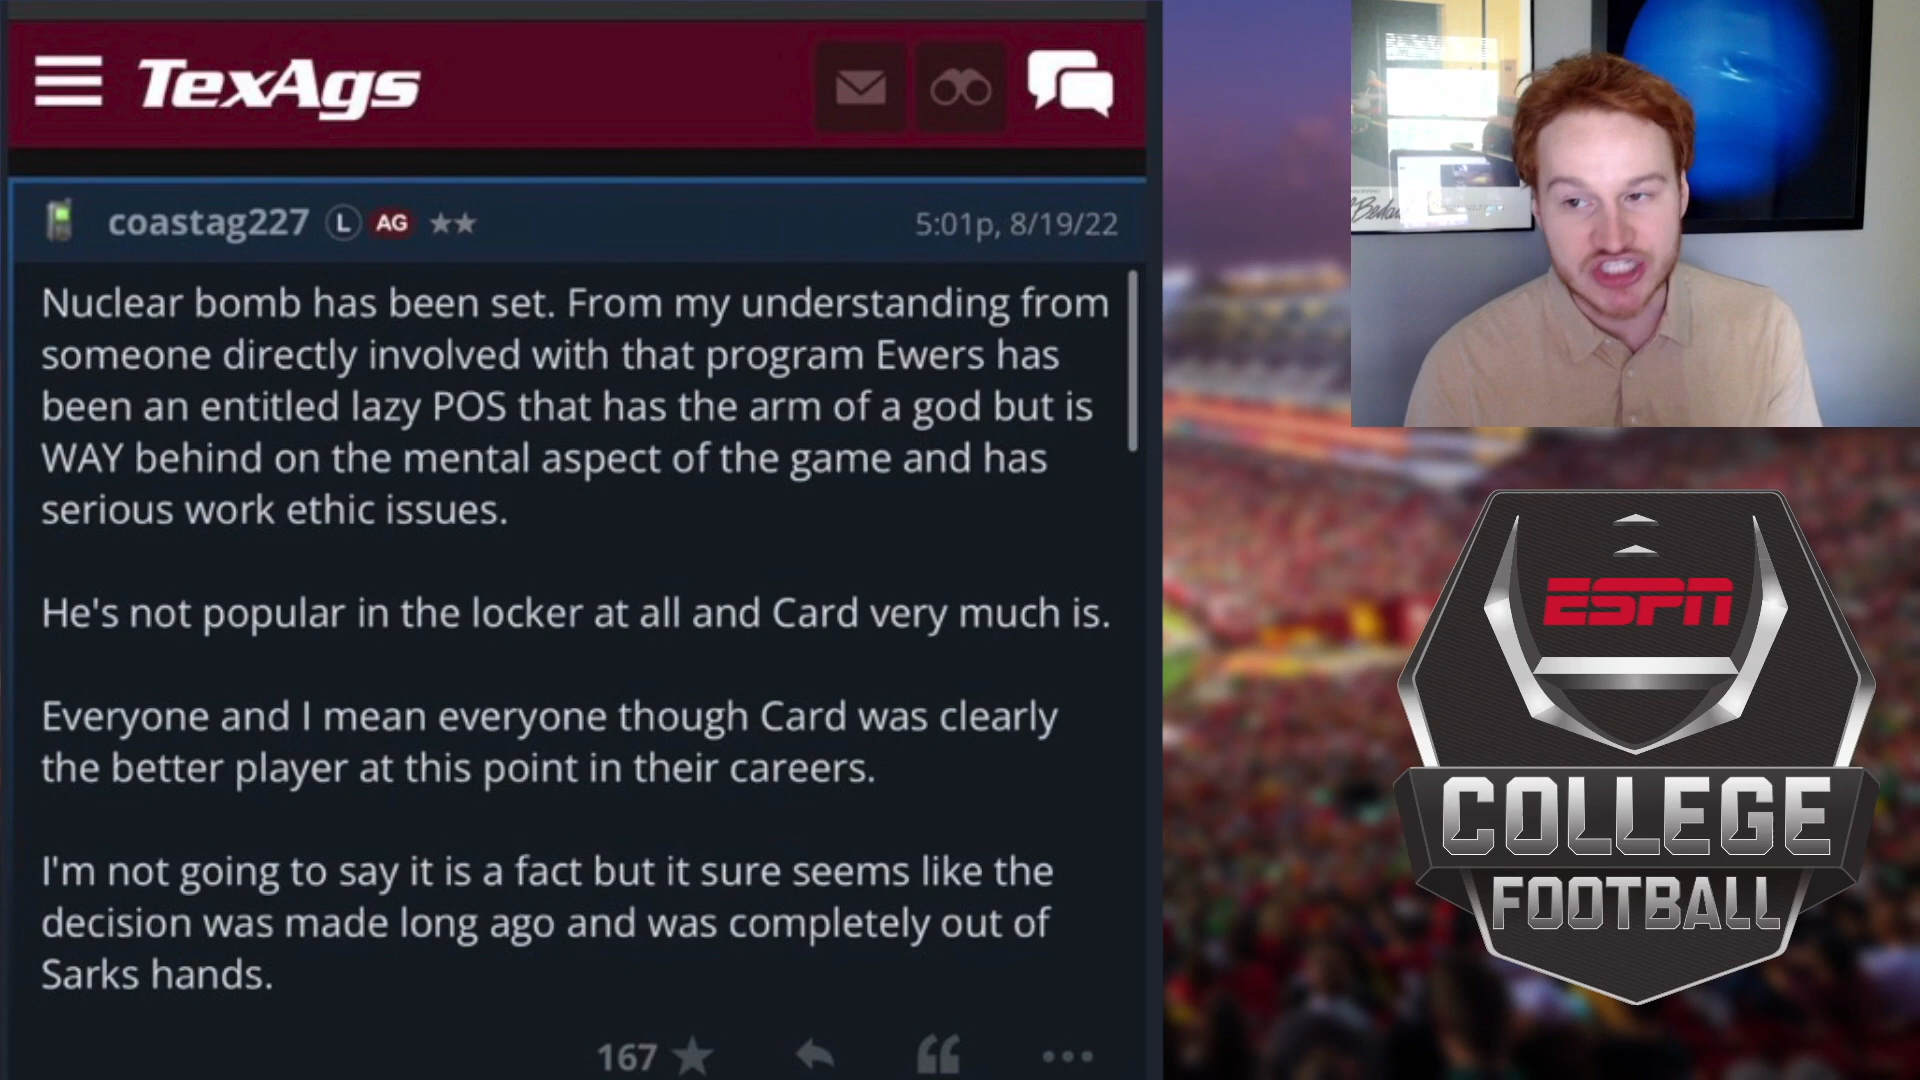 TexAgs
coastag227 L AG ★★ 5:01p, 8/19/22
Nuclear bomb has been set. From my understanding from
someone directly involved with that program Ewers has
been an entitled lazy POS that has the arm of a god but is
WAY behind on the mental aspect of the game and has
serious work ethic issues.
He's not popular in the locker at all and Card very much is.
Everyone and I mean everyone though Card was clearly
the better player at this point in their careers.
I'm not going to say it is a fact but it sure seems like the
decision was made long ago and was completely out of
Sarks hands.
167
ESPN
COLLEGE
FOOTBALL